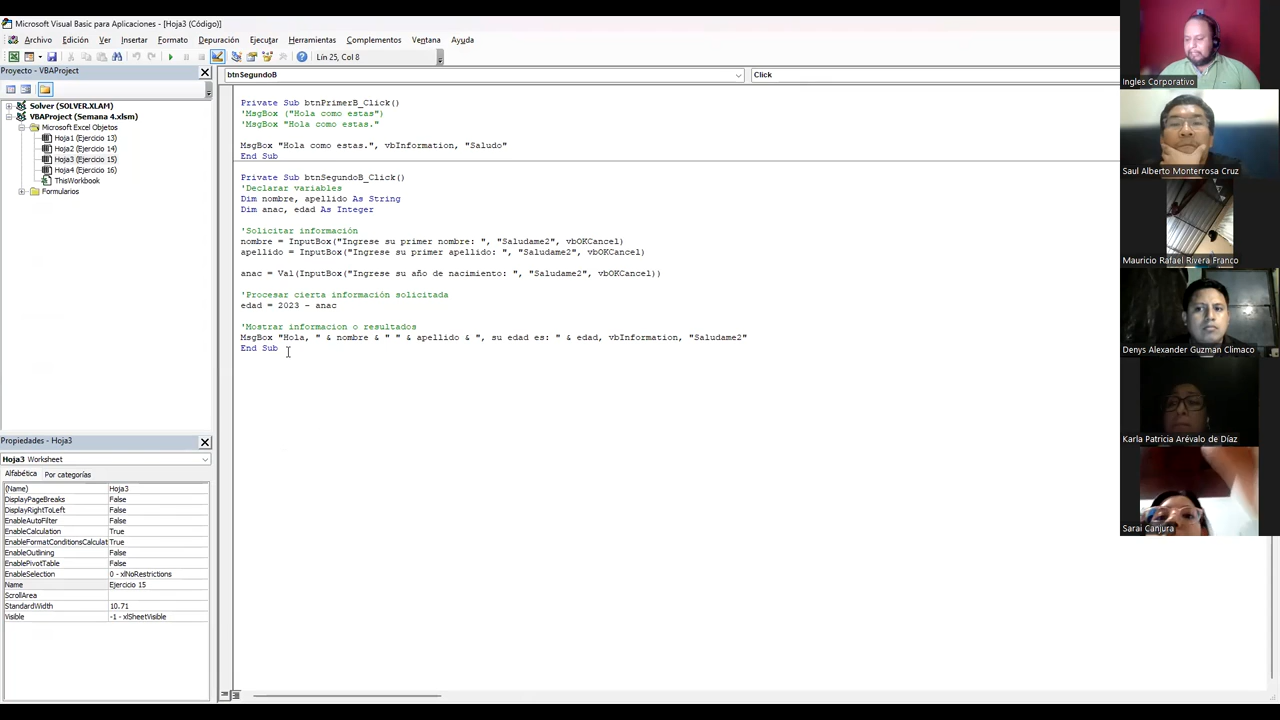 Microsoft Visual Basic para Aplicaciones - [Hoja3 (Código)]
Archivo Edición Ver Insertar Formato Depuración Ejecutar Herramientas Complementos Ventana Ayuda
Lín 25, Col 8
Proyecto - VBAProject
btnSegundoB
Click
Solver (SOLVER.XLAM)
VBAProject (Semana 4.xlsm)
Microsoft Excel Objetos
Hoja1 (Ejercicio 13)
Hoja2 (Ejercicio 14)
Hoja3 (Ejercicio 15)
Hoja4 (Ejercicio 16)
ThisWorkbook
Formularios
Private Sub btnPrimerB_Click()
'MsgBox ("Hola como estas")
'MsgBox "Hola como estas."
MsgBox "Hola como estas.", vbInformation, "Saludo"
End Sub
Private Sub btnSegundoB_Click()
'Declarar variables
Dim nombre, apellido As String
Dim anac, edad As Integer
'Solicitar información
nombre = InputBox("Ingrese su primer nombre: ", "Saludame2", vbOKCancel)
apellido = InputBox("Ingrese su primer apellido: ", "Saludame2", vbOKCancel)
anac = Val(InputBox("Ingrese su año de nacimiento: ", "Saludame2", vbOKCancel))
'Procesar cierta información solicitada
edad = 2023 - anac
'Mostrar informacion o resultados
MsgBox "Hola, " & nombre & " " & apellido & ", su edad es: " & edad, vbInformation, "Saludame2"
End Sub
Propiedades - Hoja3
Hoja3 Worksheet
Alfabética Por categorías
(Name) Hoja3
DisplayPageBreaks False
DisplayRightToLeft False
EnableAutoFilter False
EnableCalculation True
EnableFormatConditionsCalculat True
EnableOutlining False
EnablePivotTable False
EnableSelection 0 - xlNoRestrictions
Name Ejercicio 15
ScrollArea
StandardWidth 10.71
Visible -1 - xlSheetVisible
Ingles Corporativo
Saul Alberto Monterrosa Cruz
Mauricio Rafael Rivera Franco
Denys Alexander Guzman Climaco
Karla Patricia Arévalo de Díaz
Sarai Canjura